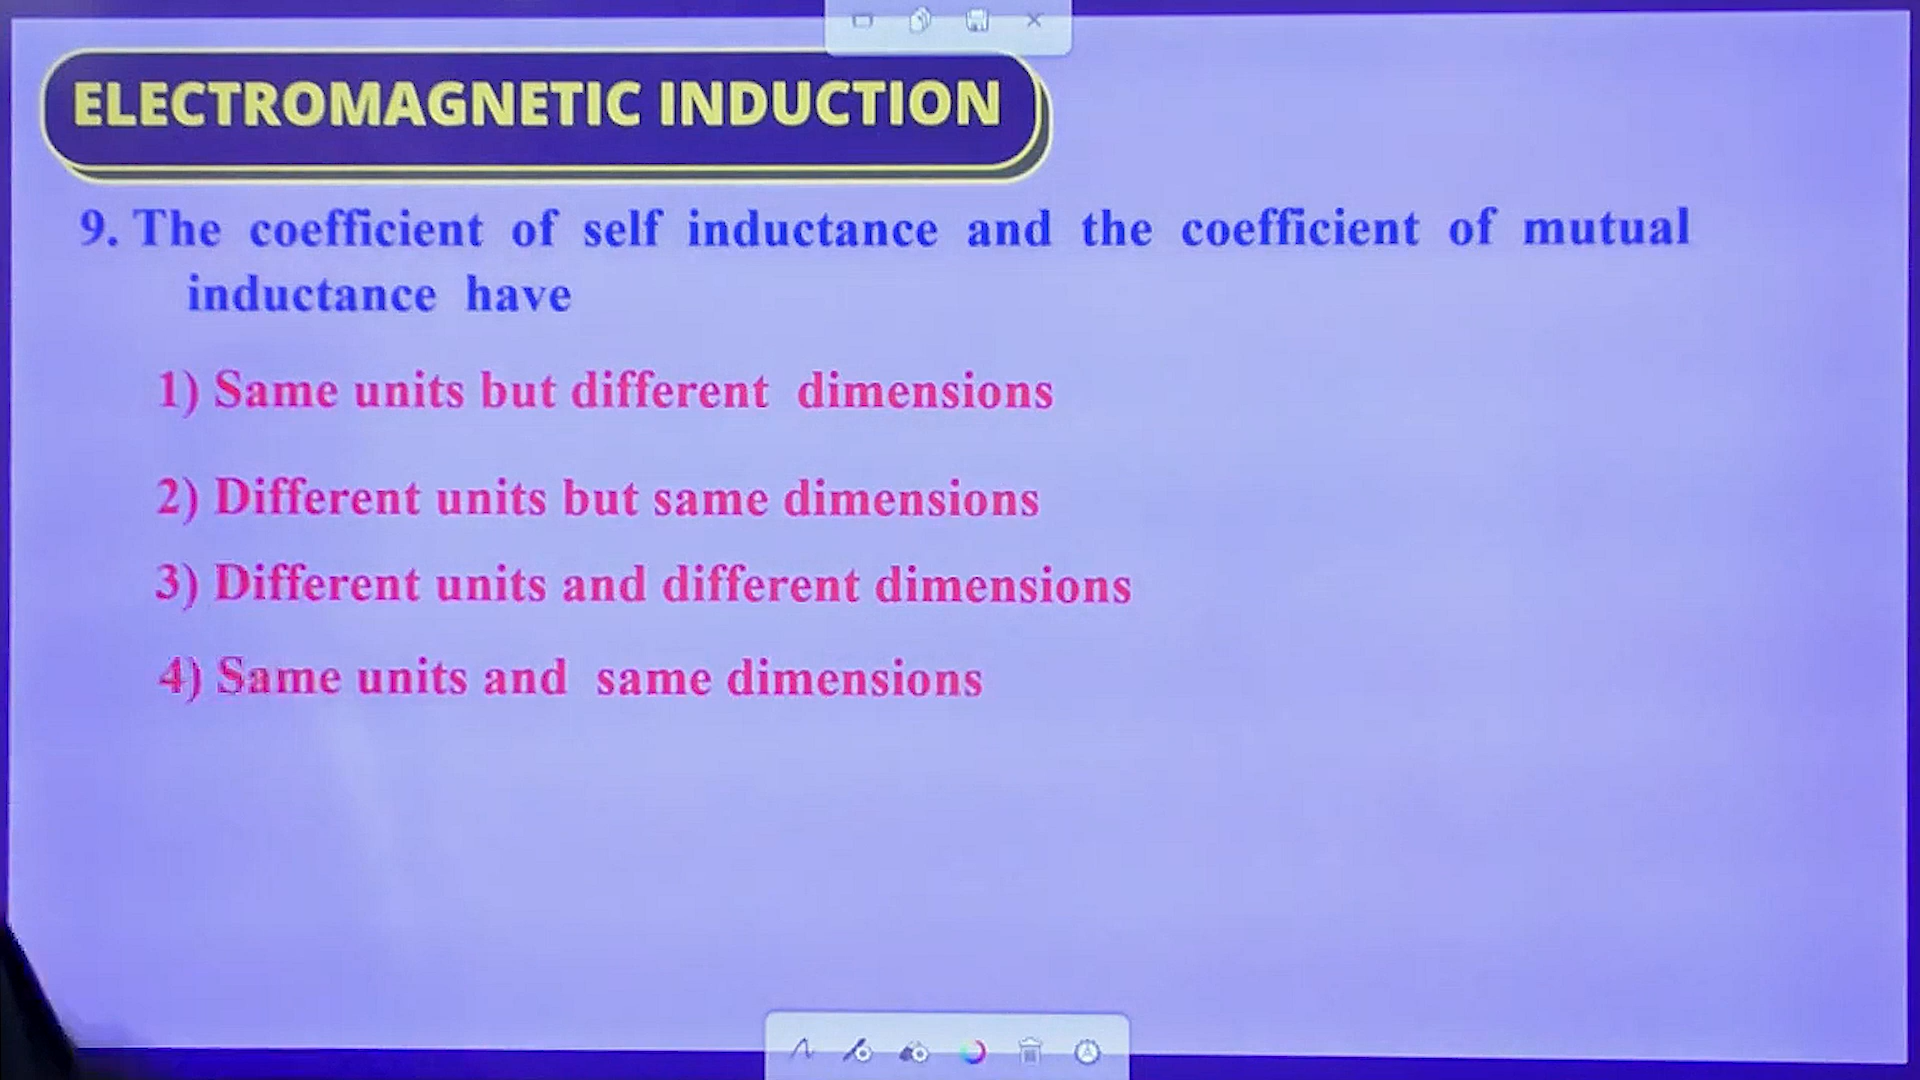 ELECTROMAGNETIC INDUCTION
9. The coefficient of self inductance and the coefficient of mutual
inductance have
1) Same units but different dimensions
2) Different units but same dimensions
3) Different units and different dimensions
4) Same units and same dimensions